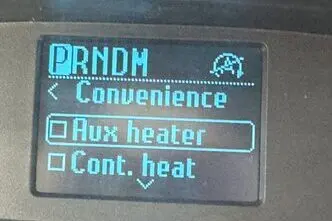 PRNDM
< Convenience
Aux heater
Cont. heat